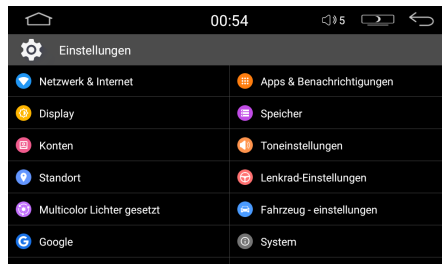 00:54
5
Einstellungen
Netzwerk & Internet
Apps & Benachrichtigungen
Display
Speicher
Konten
Toneinstellungen
Standort
Lenkrad-Einstellungen
Multicolor Lichter gesetzt
Fahrzeug - einstellungen
Google
System